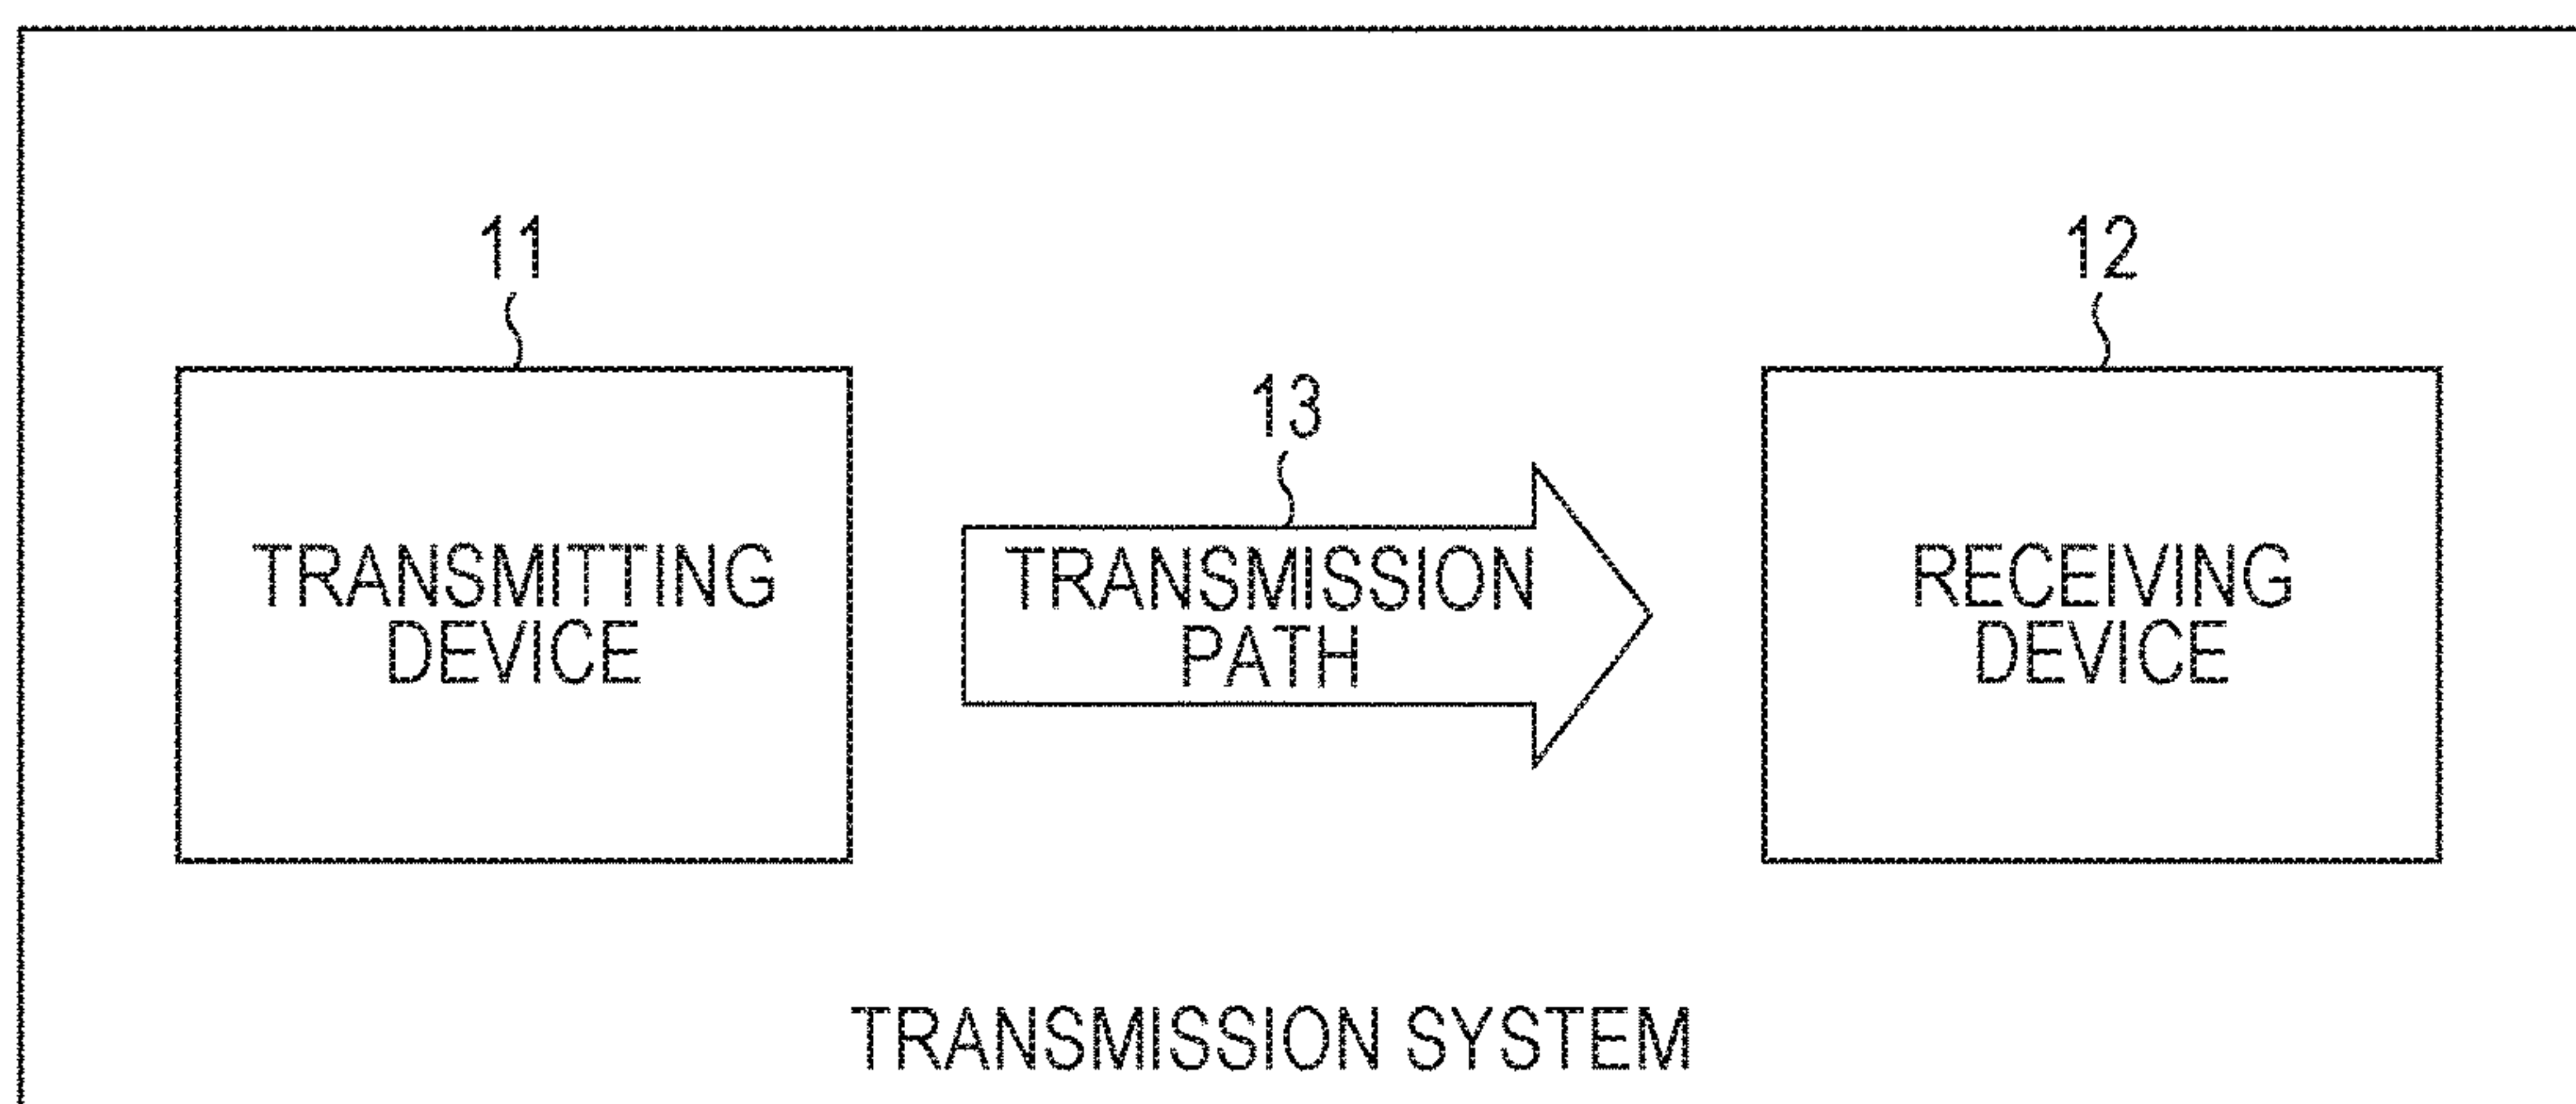 11
12
13
TRANSMITTING
DEVICE
TRANSMISSION
PATH
RECEIVING
DEVICE
TRANSMISSION SYSTEM